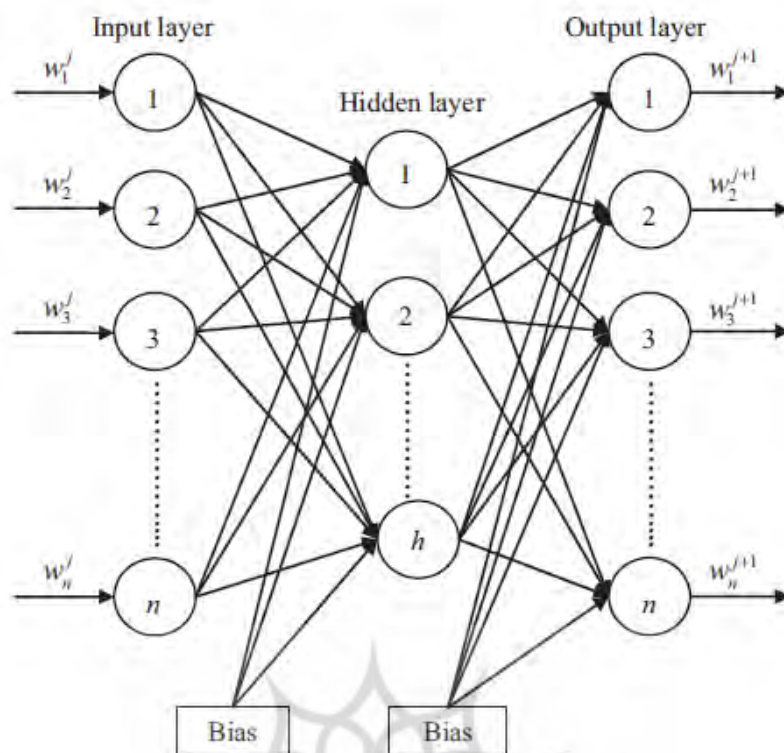 Input layer
Output layer
Hidden layer
w_1^j
1
1
w_1^{j+1}
1
w_2^j
2
2
w_2^{j+1}
w_3^j
3
2
3
w_3^{j+1}
h
w_n^j
n
n
w_n^{j+1}
Bias
Bias